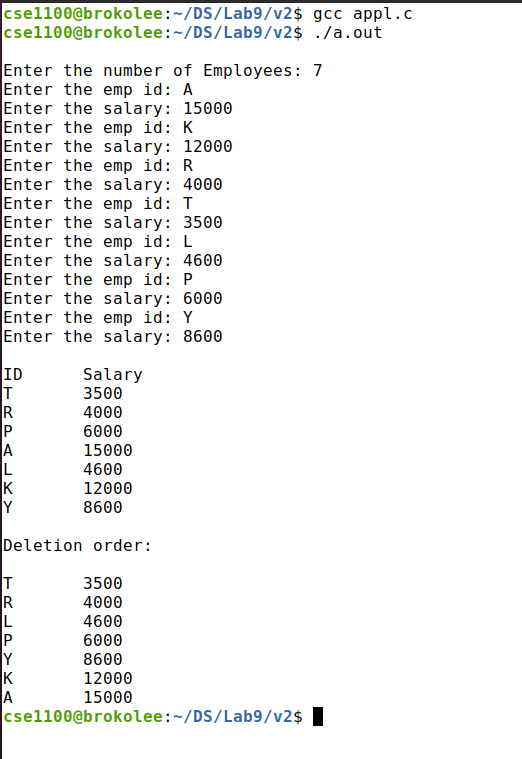 cse1100@brokolee:~/DS/Lab9/v2$ gcc appl.c
cse1100@brokolee:~/DS/Lab9/v2$ ./a.out
Enter the number of Employees: 7
Enter the emp id: A
Enter the salary: 15000
Enter the emp id: K
Enter the salary: 12000
Enter the emp id: R
Enter the salary: 4000
Enter the emp id: T
Enter the salary: 3500
Enter the emp id: L
Enter the salary: 4600
Enter the emp id: P
Enter the salary: 6000
Enter the emp id: Y
Enter the salary: 8600
ID      Salary
T       3500
R       4000
P       6000
A       15000
L       4600
K       12000
Y       8600
Deletion order:
T       3500
R       4000
L       4600
P       6000
Y       8600
K       12000
A       15000
cse1100@brokolee:~/DS/Lab9/v2$